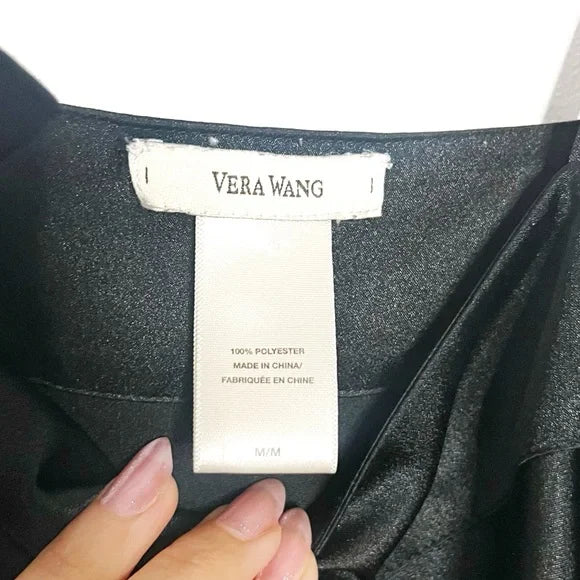 VERA WANG
100% POLYESTER
MADE IN CHINA/
FABRIQUÉE EN CHINE
M/M